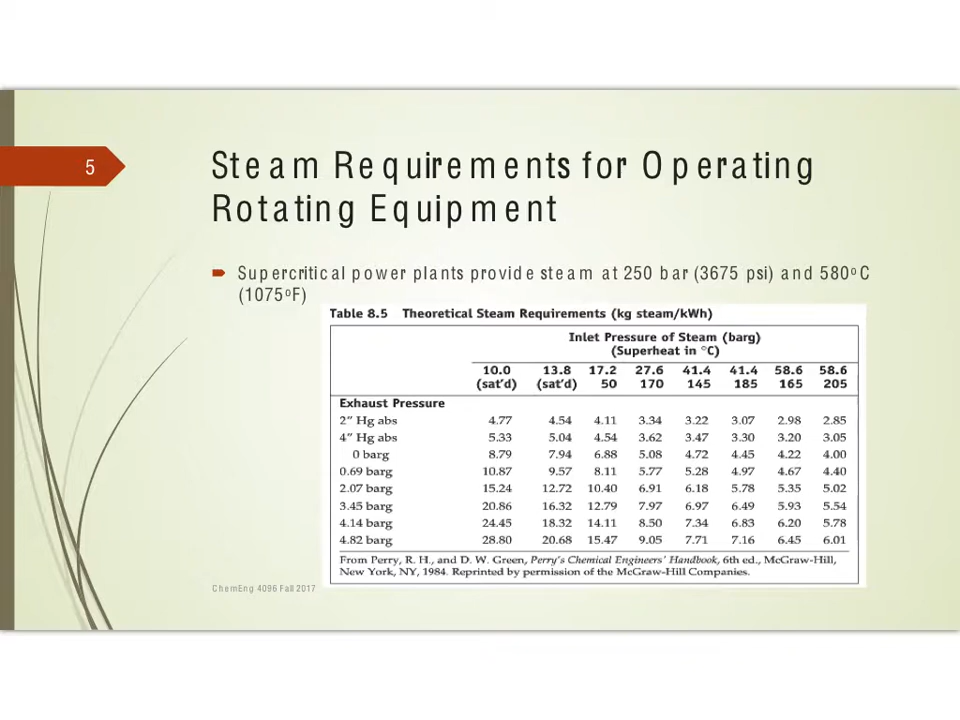 5
Steam Requirements for Operating
Rotating Equipment
Supercritical power plants provide steam at 250 bar (3675 psi) and 580ºC
(1075ºF)
Table 8.5 Theoretical Steam Requirements (kg steam/kWh)
Inlet Pressure of Steam (barg)
(Superheat in °C)
10.0 13.8 17.2 27.6 41.4 41.4 58.6 58.6
(sat'd) (sat'd) 50 170 145 185 165 205
Exhaust Pressure
2" Hg abs 4.77 4.54 4.11 3.34 3.22 3.07 2.98 2.85
4" Hg abs 5.33 5.04 4.54 3.62 3.47 3.30 3.20 3.05
0 barg 8.79 7.94 6.88 5.08 4.72 4.45 4.22 4.00
0.69 barg 10.87 9.57 8.11 5.77 5.28 4.97 4.67 4.40
2.07 barg 15.24 12.72 10.40 6.91 6.18 5.78 5.35 5.02
3.45 barg 20.86 16.32 12.79 7.97 6.97 6.49 5.93 5.54
4.14 barg 24.45 18.32 14.11 8.50 7.34 6.83 6.20 5.78
4.82 barg 28.80 20.68 15.47 9.05 7.71 7.16 6.45 6.01
From Perry, R. H., and D. W. Green, Perry's Chemical Engineers' Handbook, 6th ed., McGraw-Hill,
New York, NY, 1984. Reprinted by permission of the McGraw-Hill Companies.
ChemEng 4096 Fall 2017